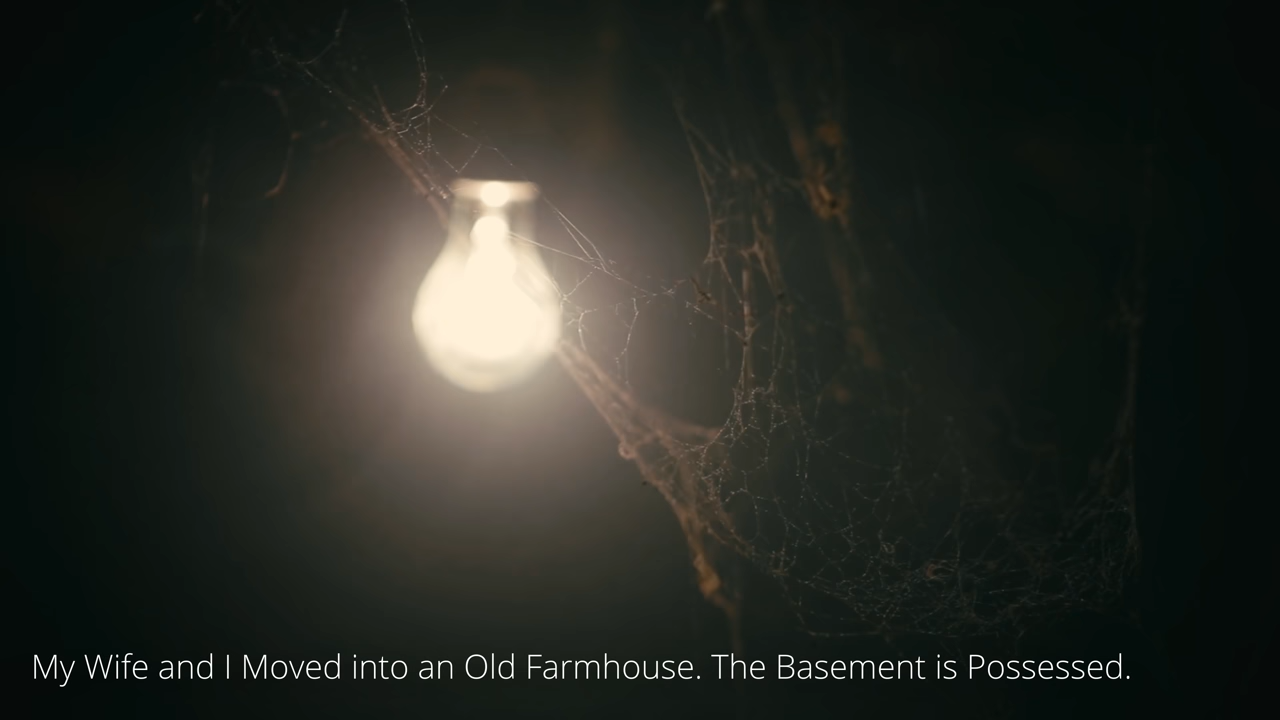 My Wife and I Moved into an Old Farmhouse. The Basement is Possessed.